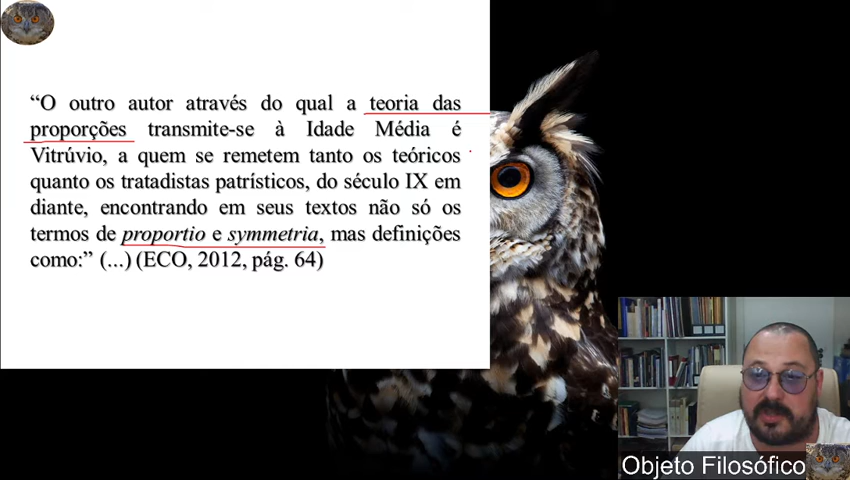 “O outro autor através do qual a teoria das
proporções transmite-se à Idade Média é
Vitrúvio, a quem se remetem tanto os teóricos
quanto os tratadistas patrísticos, do século IX em
diante, encontrando em seus textos não só os
termos de proportio e symmetria, mas definições
como:” (...) (ECO, 2012, pág. 64)
Objeto Filosófico